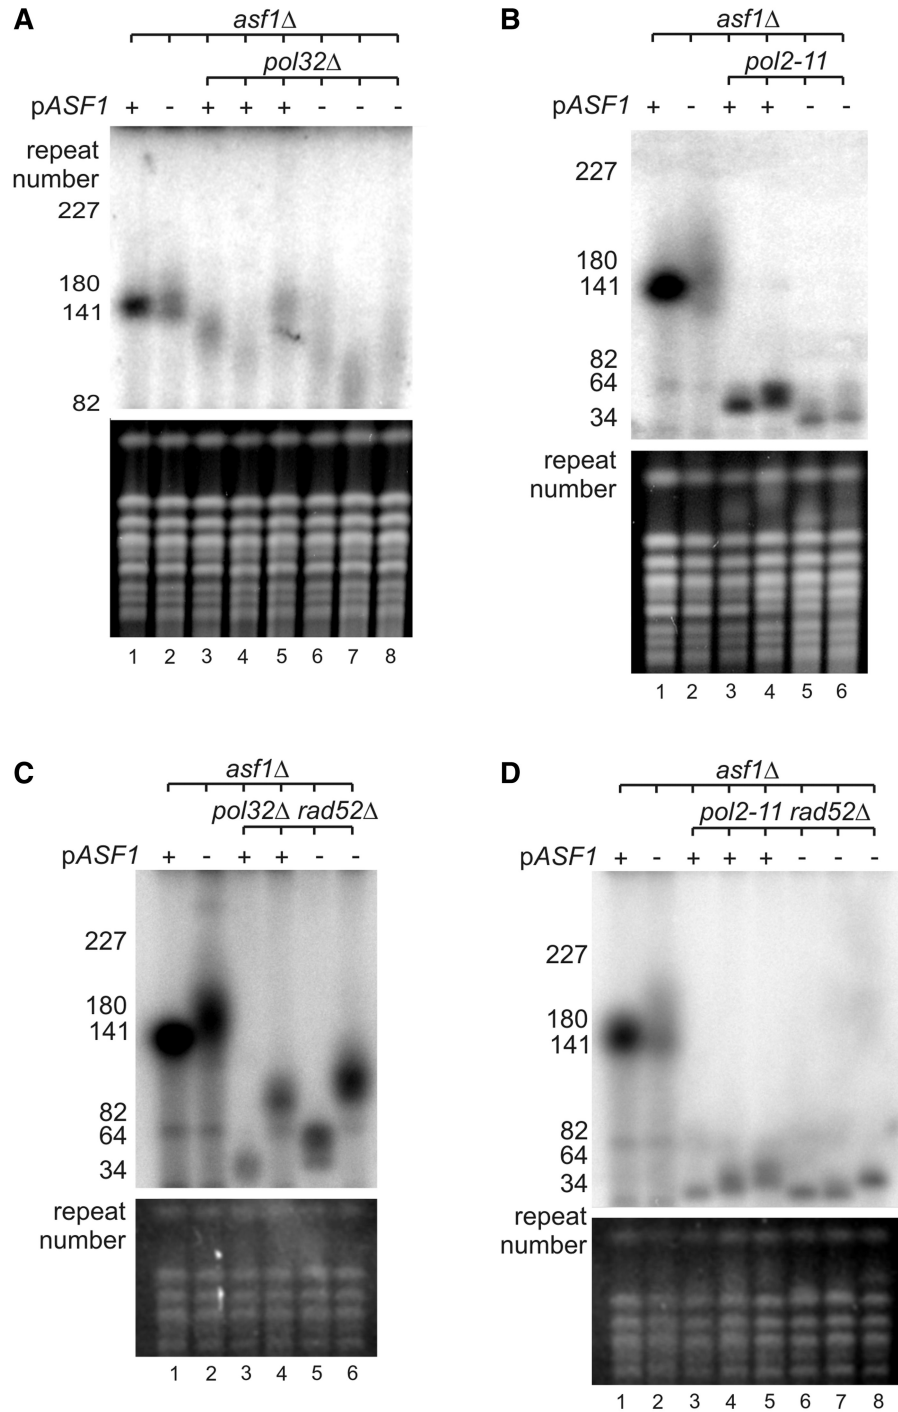 A
asf1Δ
pol32Δ
pASF1 + - + + + - - -
repeat
number
227
180
141
82
1 2 3 4 5 6 7 8
B
asf1Δ
pol2-11
pASF1 + - + + - -
227
180
141
82
64
34
repeat
number
1 2 3 4 5 6
C
asf1Δ
pol32Δ rad52Δ
pASF1 + - + + - -
227
180
141
82
64
34
repeat
number
1 2 3 4 5 6
D
asf1Δ
pol2-11 rad52Δ
pASF1 + - + + + - - -
227
180
141
82
64
34
repeat
number
1 2 3 4 5 6 7 8